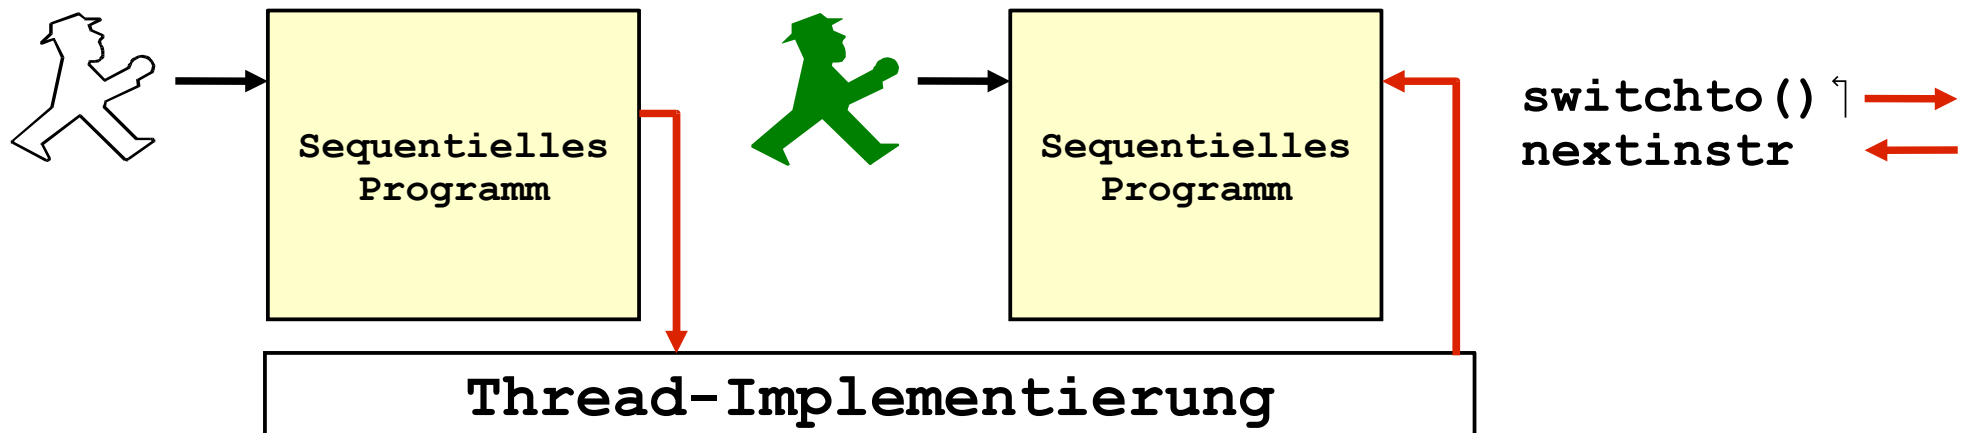 Sequentielles
Programm
Sequentielles
Programm
switchto()
nextinstr
Thread-Implementierung